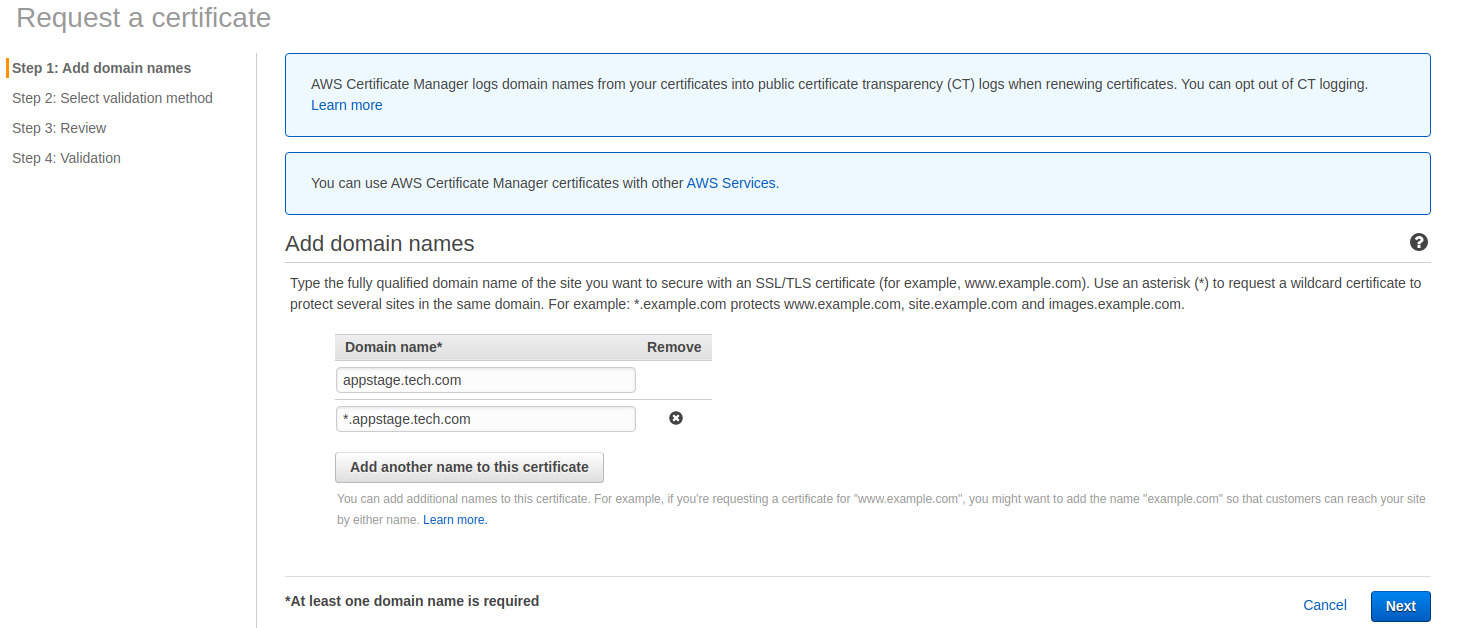 Request a certificate
Step 1: Add domain names
Step 2: Select validation method
Step 3: Review
Step 4: Validation
AWS Certificate Manager logs domain names from your certificates into public certificate transparency (CT) logs when renewing certificates. You can opt out of CT logging.
Learn more
You can use AWS Certificate Manager certificates with other AWS Services.
Add domain names
?
Type the fully qualified domain name of the site you want to secure with an SSL/TLS certificate (for example, www.example.com). Use an asterisk (*) to request a wildcard certificate to
protect several sites in the same domain. For example: *.example.com protects www.example.com, site.example.com and images.example.com.
Domain name* Remove
appstage.tech.com
*.appstage.tech.com
Add another name to this certificate
You can add additional names to this certificate. For example, if you're requesting a certificate for "www.example.com", you might want to add the name "example.com" so that customers can reach your site
by either name. Learn more.
*At least one domain name is required
Cancel Next